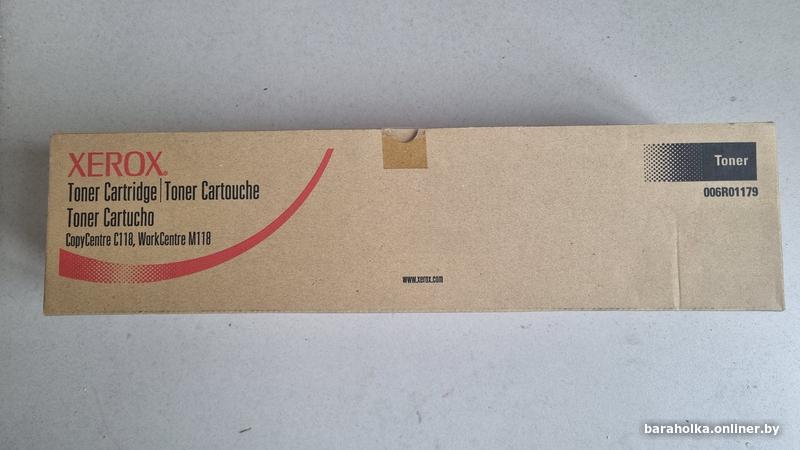 XEROX®
Toner Cartridge | Toner Cartouche
Toner Cartucho
CopyCentre C118, WorkCentre M118
Toner
006R01179
www.xerox.com
baraholka.onliner.by